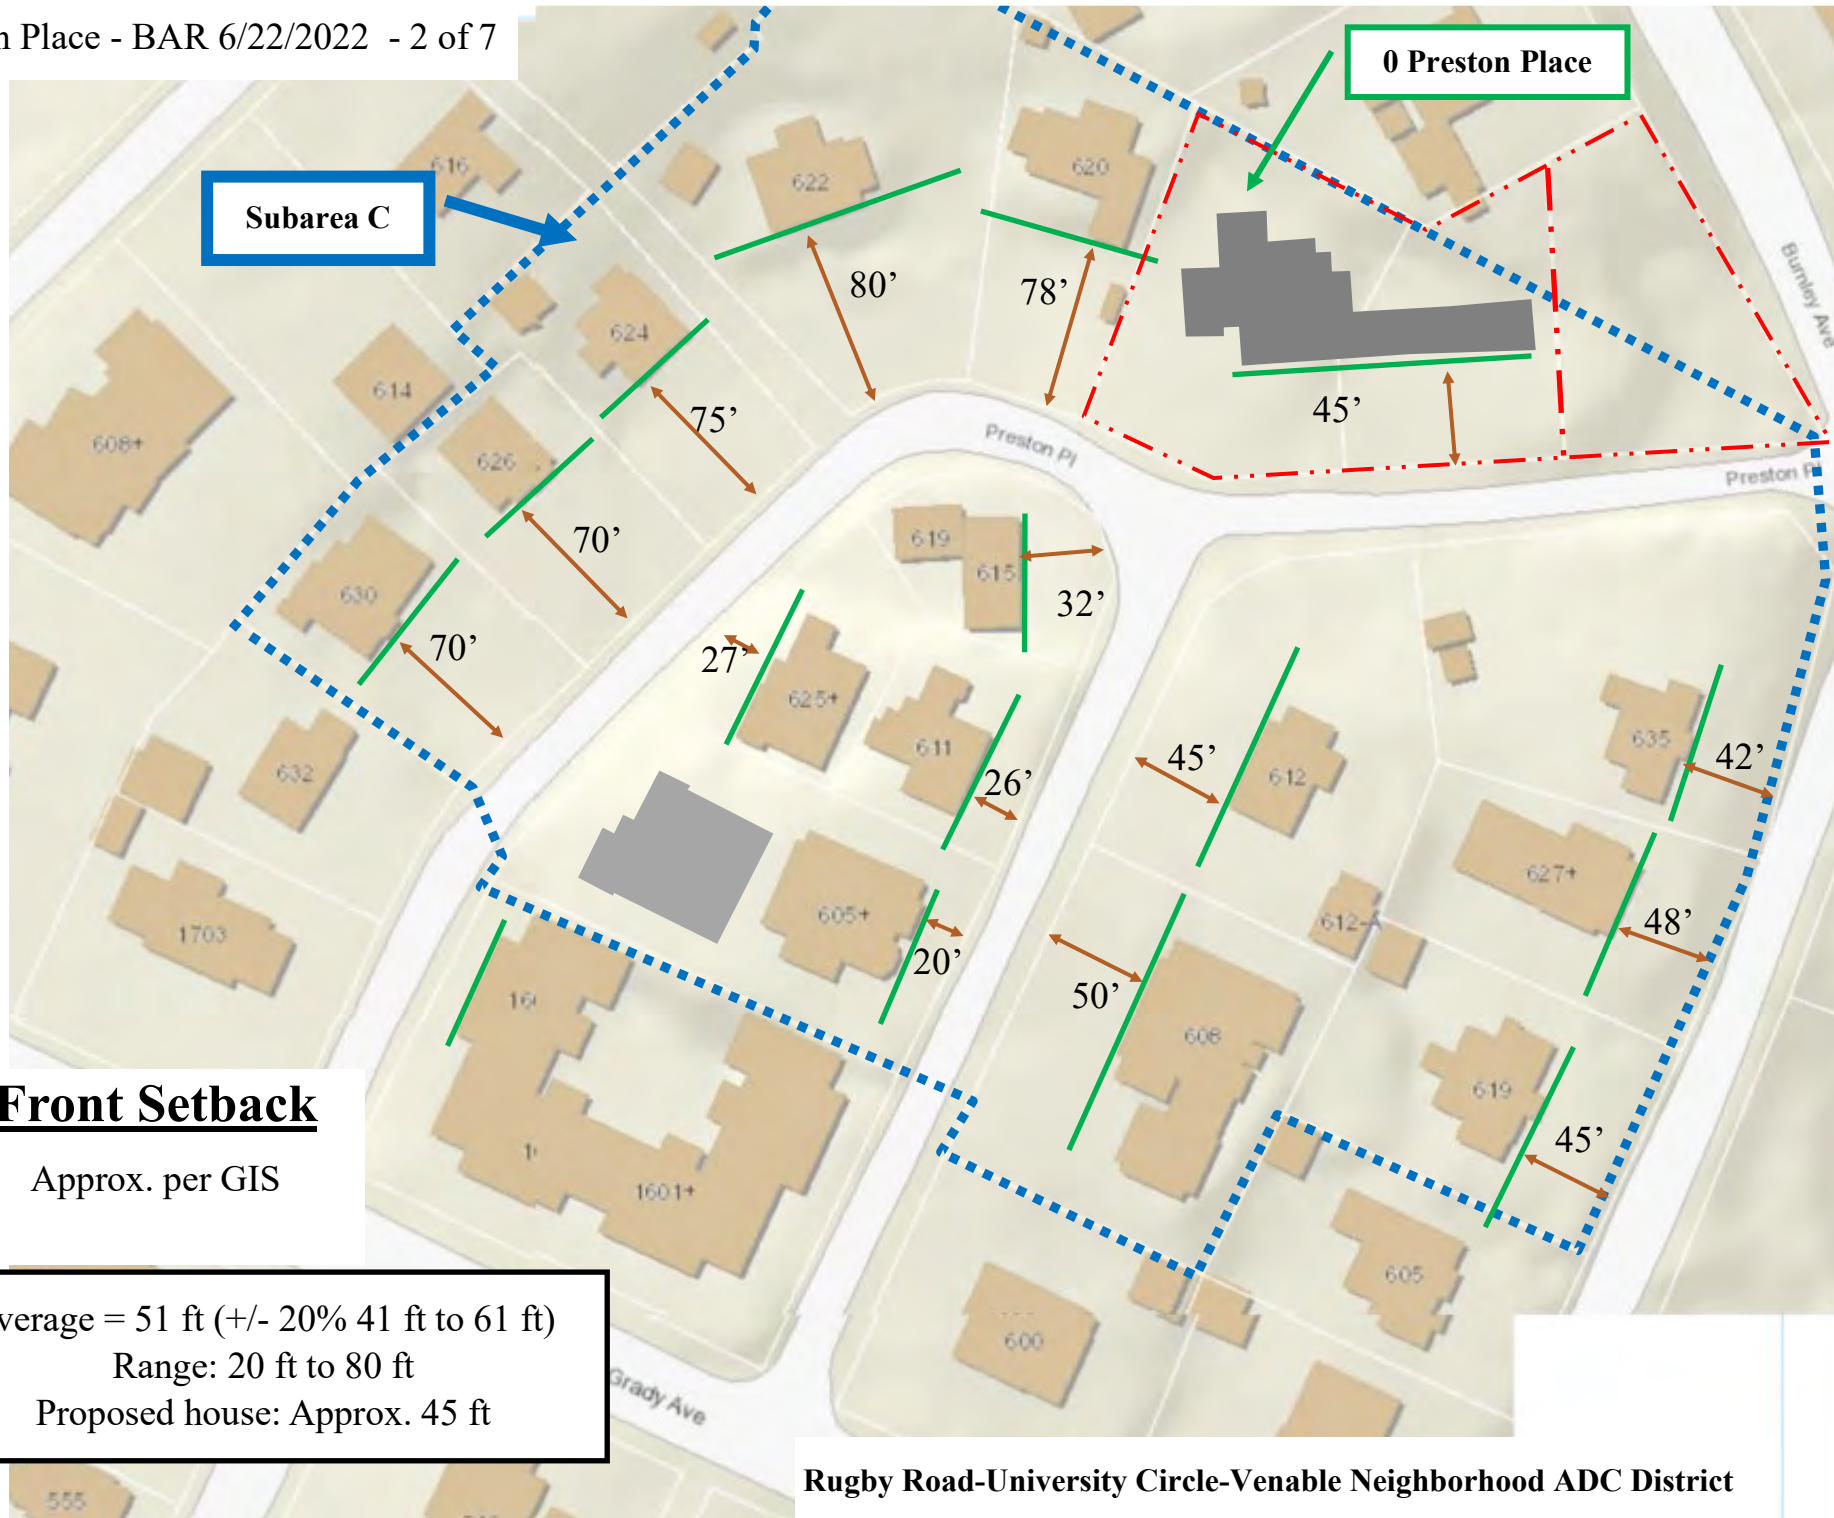 n Place - BAR 6/22/2022 - 2 of 7
0 Preston Place
Subarea C
616
622
620
80’
78’
Burnley Ave
624
614
75’
45’
608+
626
Preston Pl
Preston Pl
70’
619
615
32’
630
70’
27’
625+
611
26’
45’
612
635
42’
632
627+
1703
605+
20’
612-A
48’
50’
608
619
45’
1601+
Front Setback
Approx. per GIS
verage = 51 ft (+/- 20% 41 ft to 61 ft)
Range: 20 ft to 80 ft
Proposed house: Approx. 45 ft
605
600
Grady Ave
555
Rugby Road-University Circle-Venable Neighborhood ADC District